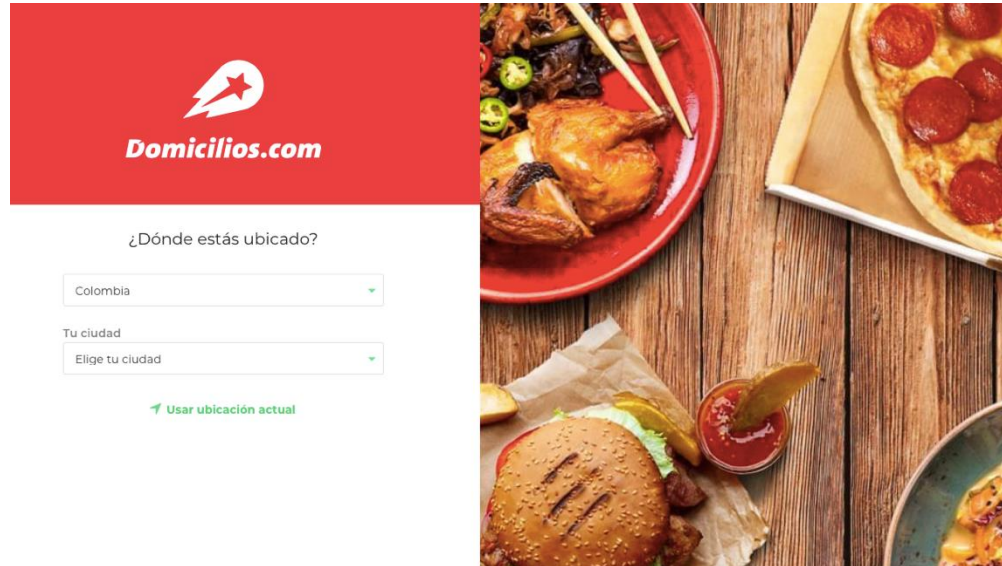 Domicilios.com
¿Dónde estás ubicado?
Colombia
Tu ciudad
Elige tu ciudad
Usar ubicación actual